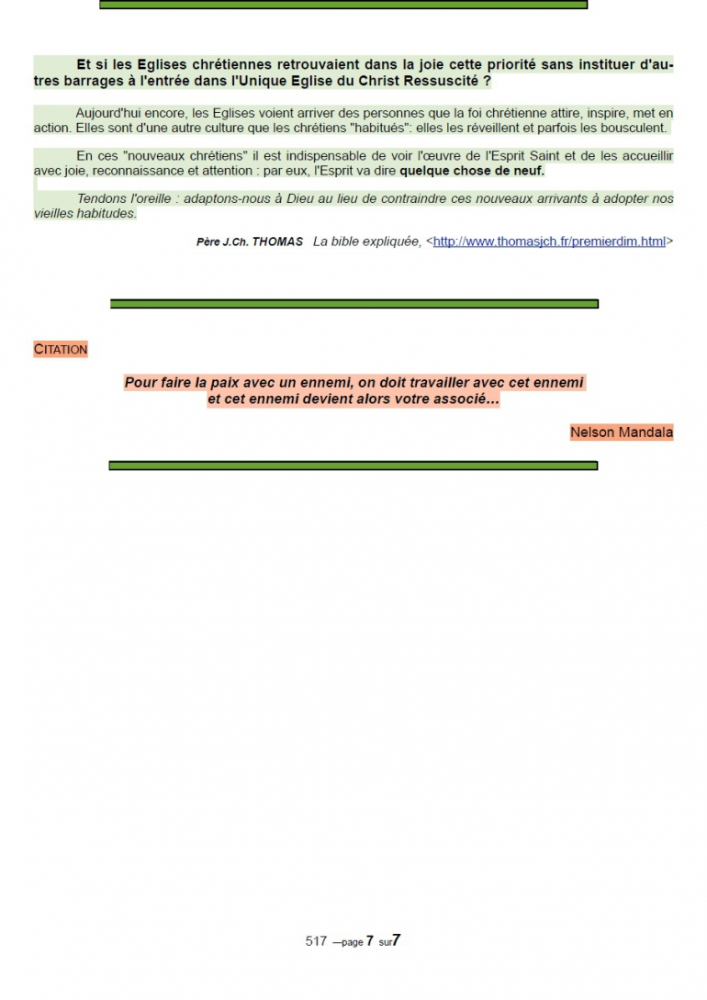 Et si les Eglises chrétiennes retrouvaient dans la joie cette priorité sans instituer d'au-
tres barrages à l'entrée dans l'Unique Eglise du Christ Ressuscité ?
Aujourd'hui encore, les Eglises voient arriver des personnes que la foi chrétienne attire, inspire, met en
action. Elles sont d'une autre culture que les chrétiens "habitués": elles les réveillent et parfois les bousculent.
En ces "nouveaux chrétiens" il est indispensable de voir l'œuvre de l'Esprit Saint et de les accueillir
avec joie, reconnaissance et attention : par eux, l'Esprit va dire quelque chose de neuf.
Tendons l'oreille : adaptons-nous à Dieu au lieu de contraindre ces nouveaux arrivants à adopter nos
vieilles habitudes.
Père J.Ch. THOMAS La bible expliquée, <http://www.thomasjch.fr/premierdim.html>
CITATION
Pour faire la paix avec un ennemi, on doit travailler avec cet ennemi
et cet ennemi devient alors votre associé…
Nelson Mandala
517 —page 7 sur7